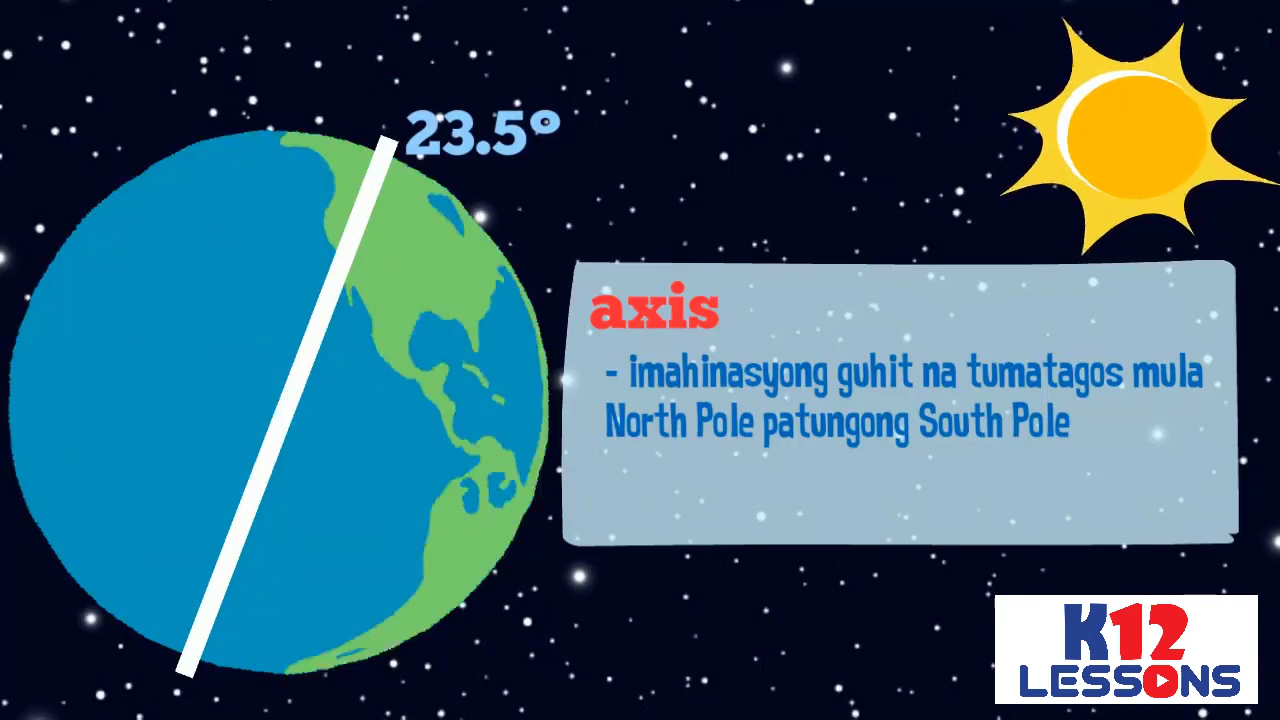 23.5°
axis
- imahinasyong guhit na tumatagos mula
North Pole patungong South Pole
K12
LESSONS